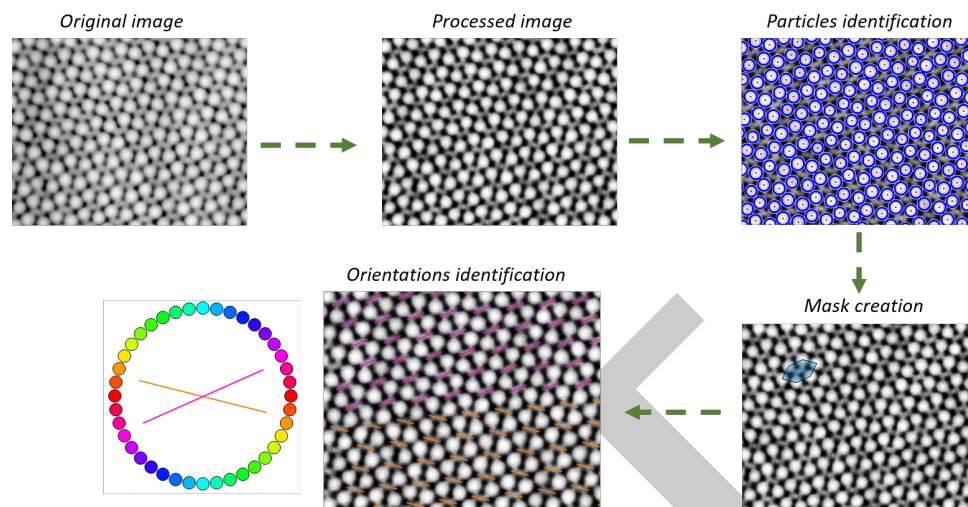 Original image
Processed image
Particles identification
Orientations identification
Mask creation